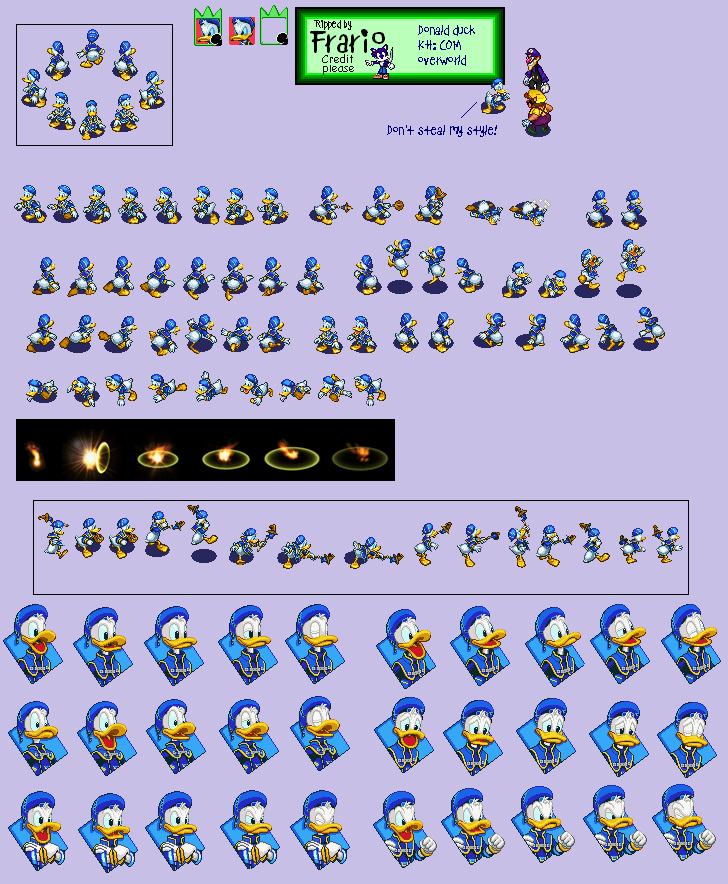 Ripped by
Frario
Credit
please
Donald duck
KH: COM
overworld
Don't steal my style!